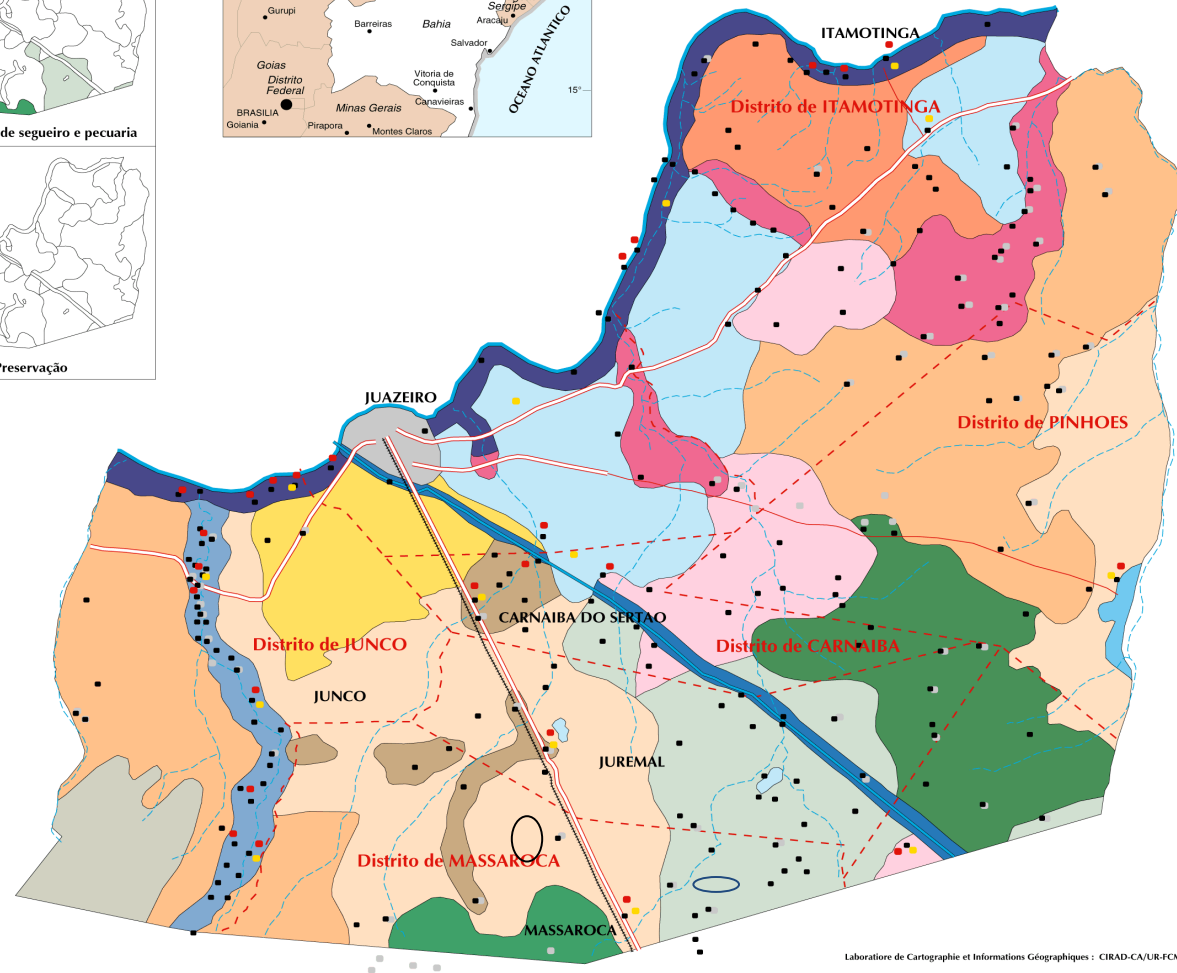 de segueiro e pecuaria
Preservação
Gurupi
Barreiras
Bahia
Sergipe
Aracaju
Salvador
Goias
Distrito
Federal
Vitoria de
Conquista
Canavieiras
BRASILIA
Goiania
Minas Gerais
Pirapora
Montes Claros
OCEANO ATLANTICO
15°
ITAMOTINGA
Distrito de ITAMOTINGA
JUAZEIRO
Distrito de PINHOES
CARNAIBA DO SERTAO
Distrito de JUNCO
Distrito de CARNAIBA
JUNCO
JUREMAL
Distrito de MASSAROCA
MASSAROCA
Laboratoire de Cartographie et Informations Géographiques : CIRAD-CA/UR-FCM